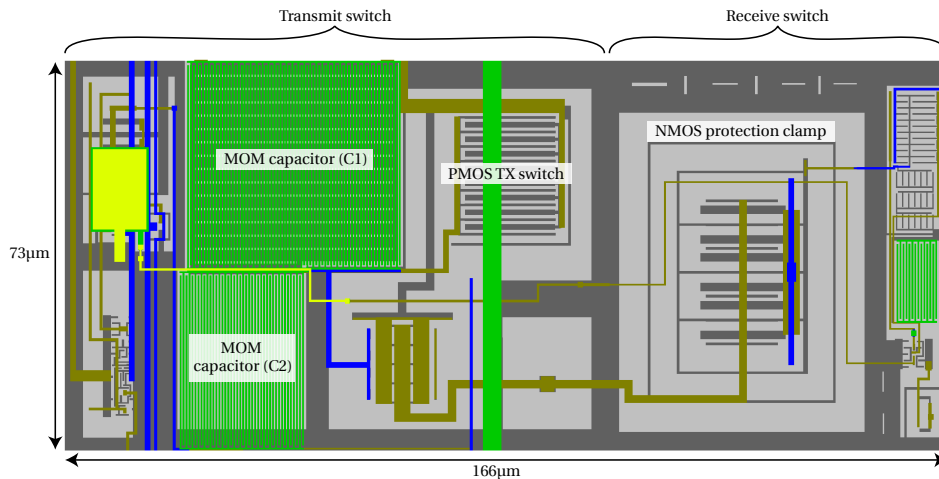 Transmit switch
Receive switch
MOM capacitor (C1)
NMOS protection clamp
PMOS TX switch
73μm
MOM
capacitor (C2)
166μm